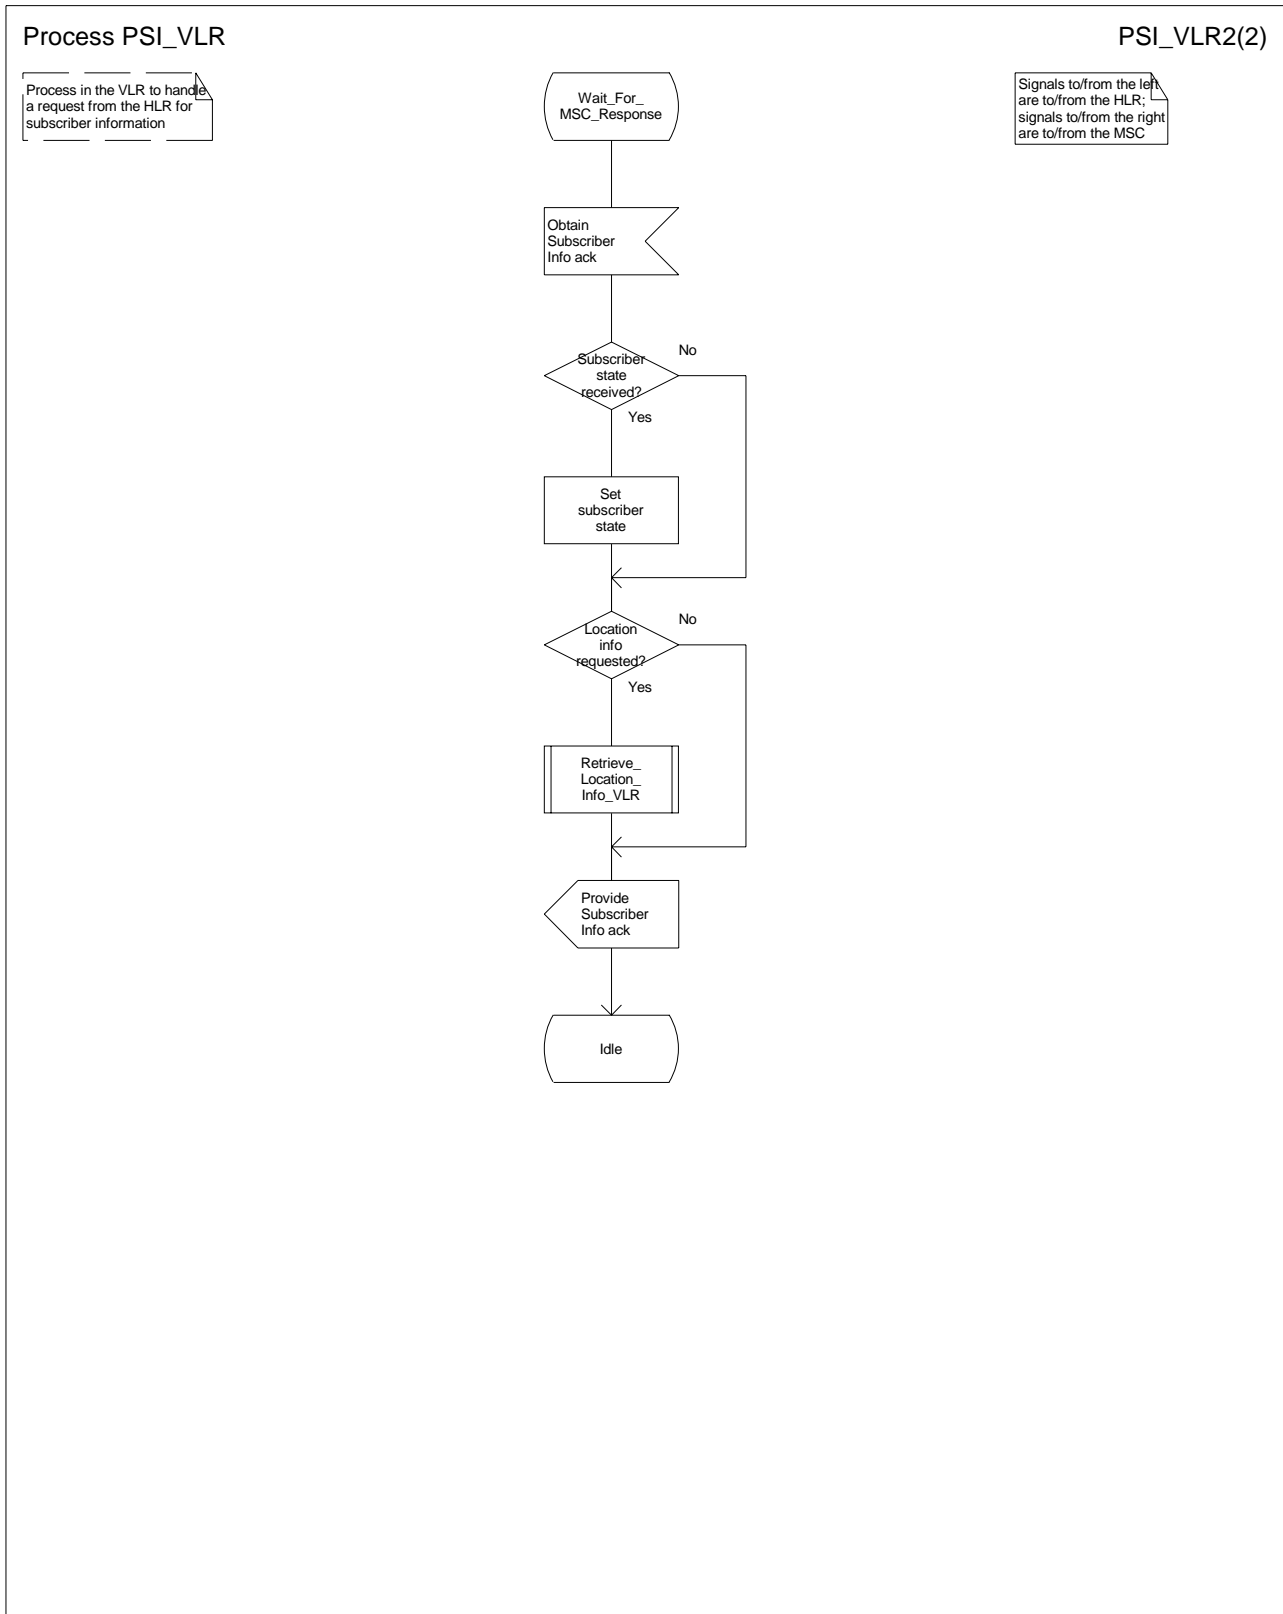 Process PSI_VLR
PSI_VLR2(2)
Process in the VLR to handle
a request from the HLR for
subscriber information
Signals to/from the left
are to/from the HLR;
signals to/from the right
are to/from the MSC
Wait_For_
MSC_Response
Obtain
Subscriber
Info ack
Subscriber
state
received?
No
Yes
Set
subscriber
state
Location
info
requested?
No
Yes
Retrieve_
Location_
Info_VLR
Provide
Subscriber
Info ack
Idle